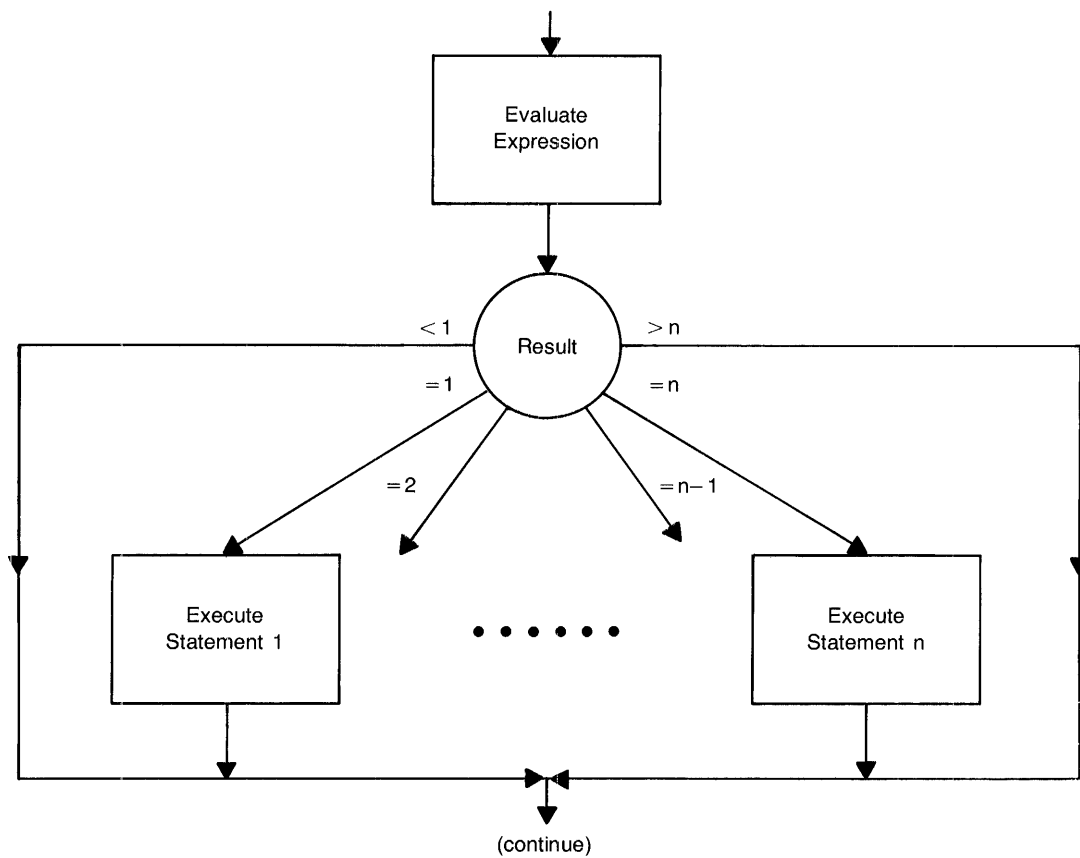 Evaluate
Expression
<1
>n
Result
=1
=n
=2
=n−1
Execute
Statement 1
Execute
Statement n
(continue)